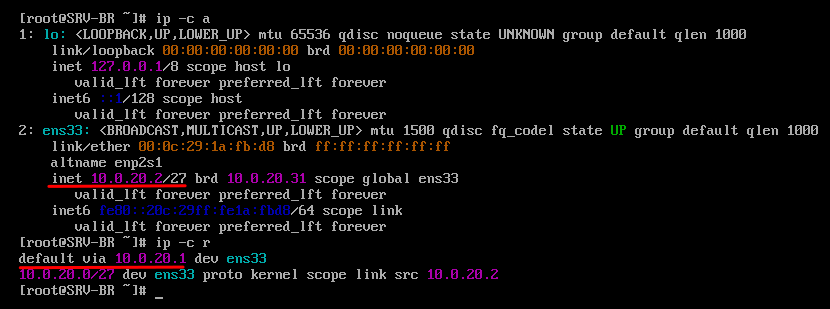 [root@SRV-BR ~]# ip -c a
1: lo: <LOOPBACK,UP,LOWER_UP> mtu 65536 qdisc noqueue state UNKNOWN group default qlen 1000
    link/loopback 00:00:00:00:00:00 brd 00:00:00:00:00:00
    inet 127.0.0.1/8 scope host lo
       valid_lft forever preferred_lft forever
    inet6 ::1/128 scope host
       valid_lft forever preferred_lft forever
2: ens33: <BROADCAST,MULTICAST,UP,LOWER_UP> mtu 1500 qdisc fq_codel state UP group default qlen 1000
    link/ether 00:0c:29:1a:fb:d8 brd ff:ff:ff:ff:ff:ff
    altname enp2s1
    inet 10.0.20.2/27 brd 10.0.20.31 scope global ens33
       valid_lft forever preferred_lft forever
    inet6 fe80::20c:29ff:fe1a:fbd8/64 scope link
       valid_lft forever preferred_lft forever
[root@SRV-BR ~]# ip -c r
default via 10.0.20.1 dev ens33
10.0.20.0/27 dev ens33 proto kernel scope link src 10.0.20.2
[root@SRV-BR ~]# _